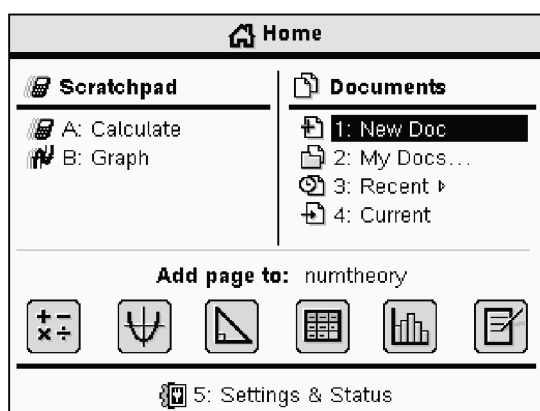 Home
Scratchpad
A: Calculate
B: Graph
Documents
1: New Doc
2: My Docs...
3: Recent ▹
4: Current
Add page to: numtheory
5: Settings & Status